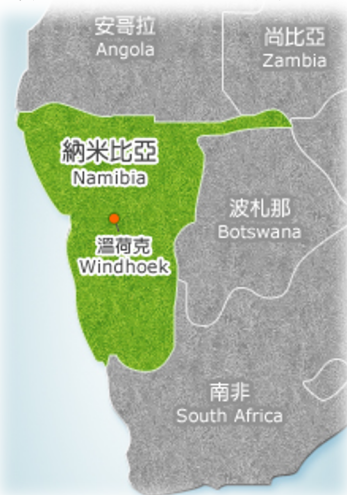 安哥拉
Angola
尚比亞
Zambia
納米比亞
Namibia
波札那
Botswana
溫荷克
Windhoek
南非
South Africa